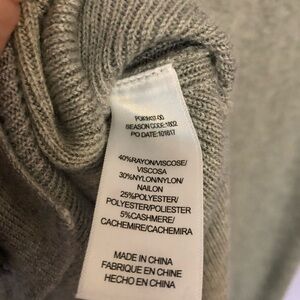 SEASON CODE:1802
PO DATE:101817
40%RAYON/VISCOSE/
VISCOSA
30%NYLON/NYLON/
NAILON
25%POLYESTER/
POLYESTER/POLIESTER
5%CASHMERE/
CACHEMIRE/CACHEMIRA
MADE IN CHINA
FABRIQUE EN CHINE
HECHO EN CHINA